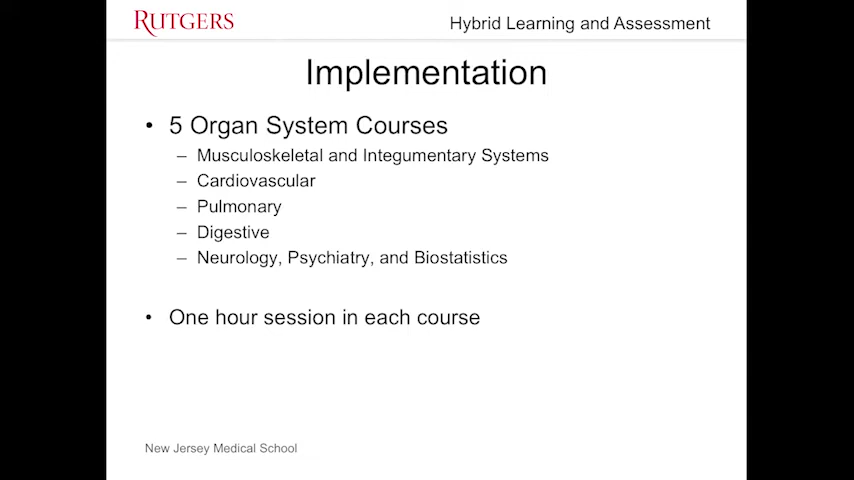 RUTGERS
Hybrid Learning and Assessment
Implementation
• 5 Organ System Courses
– Musculoskeletal and Integumentary Systems
– Cardiovascular
– Pulmonary
– Digestive
– Neurology, Psychiatry, and Biostatistics
• One hour session in each course
New Jersey Medical School